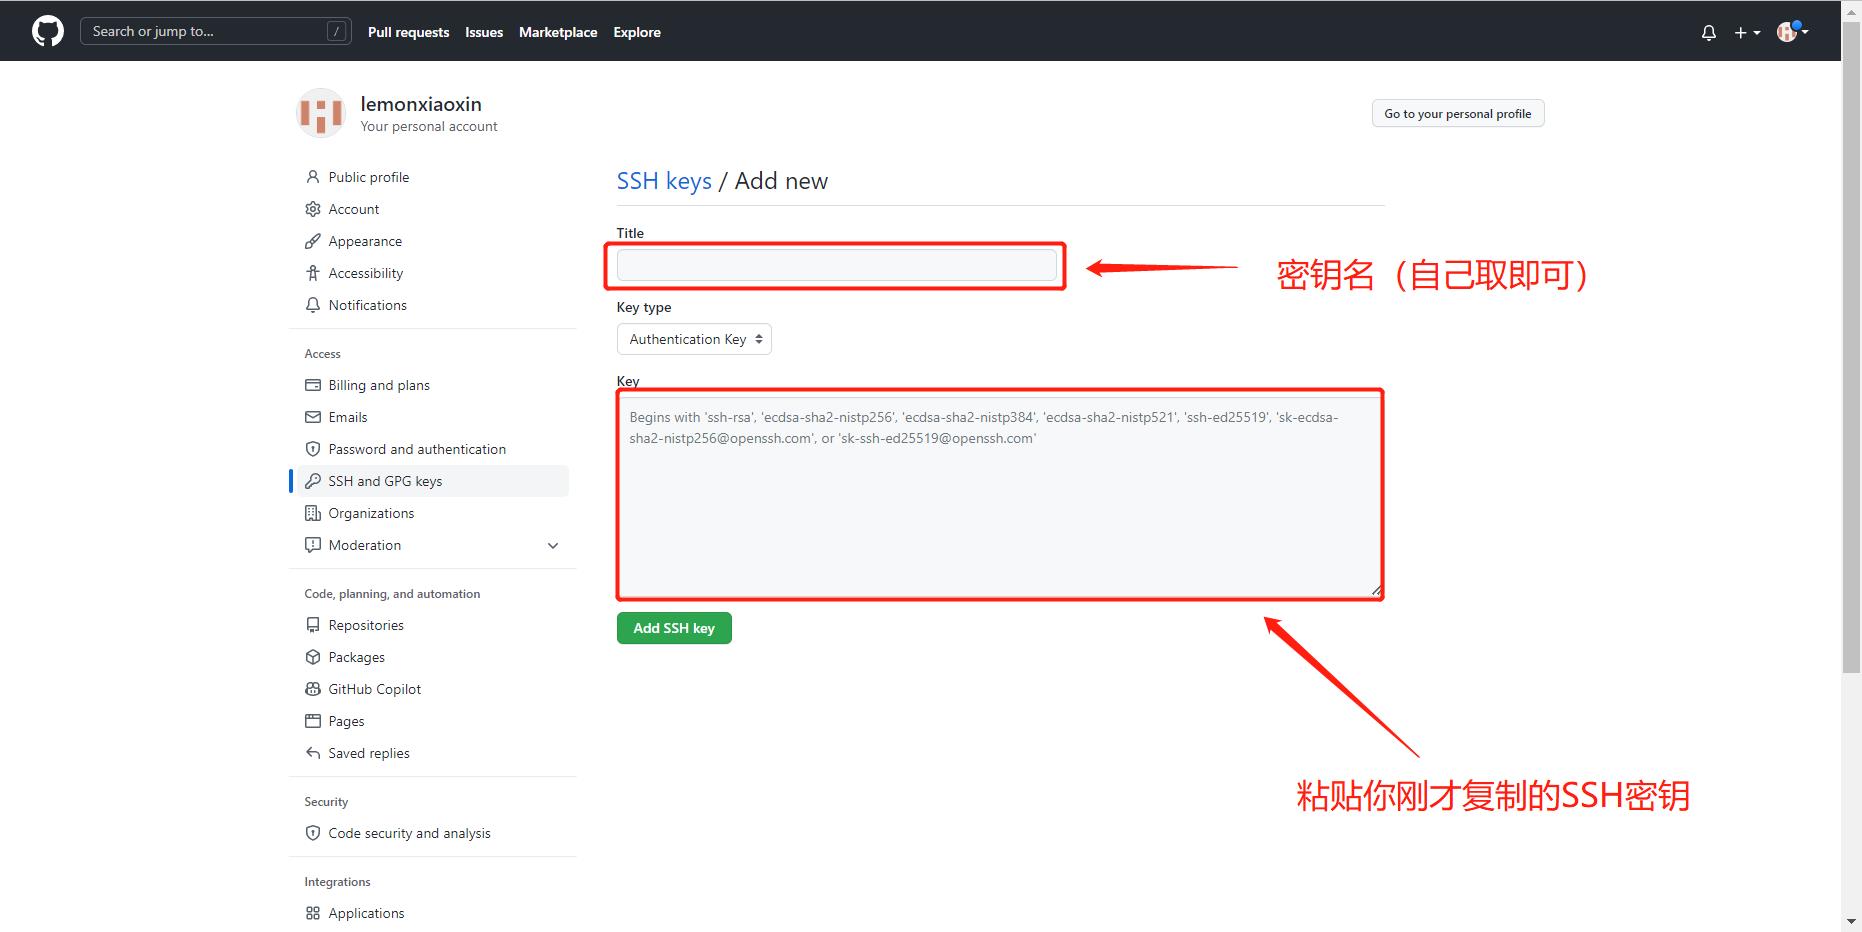 Search or jump to... /
Pull requests Issues Marketplace Explore
lemonxiaoxin
Your personal account
Go to your personal profile
Public profile
Account
Appearance
Accessibility
Notifications
Access
Billing and plans
Emails
Password and authentication
SSH and GPG keys
Organizations
Moderation
Code, planning, and automation
Repositories
Packages
GitHub Copilot
Pages
Saved replies
Security
Code security and analysis
Integrations
Applications
SSH keys / Add new
Title
密钥名（自己取即可）
Key type
Authentication Key
Key
Begins with 'ssh-rsa', 'ecdsa-sha2-nistp256', 'ecdsa-sha2-nistp384', 'ecdsa-sha2-nistp521', 'ssh-ed25519', 'sk-ecdsa-
sha2-nistp256@openssh.com', or 'sk-ssh-ed25519@openssh.com'
Add SSH key
粘贴你刚才复制的SSH密钥